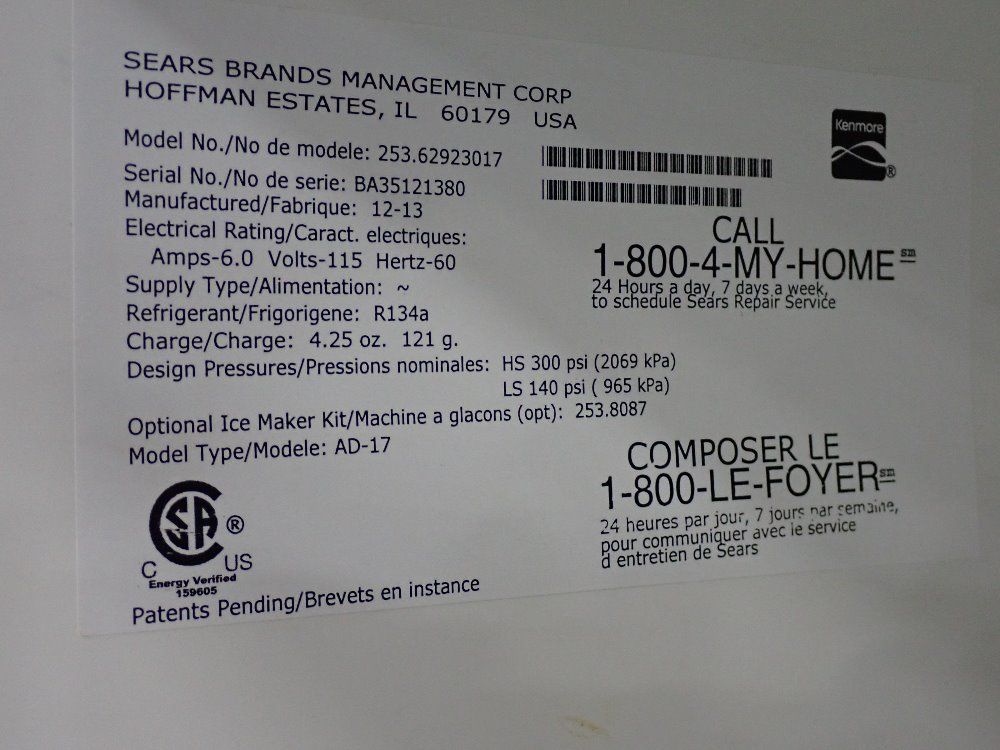 SEARS BRANDS MANAGEMENT CORP
HOFFMAN ESTATES, IL 60179 USA
Kenmore
®
Model No./No de modele: 253.62923017
Serial No./No de serie: BA35121380
Manufactured/Fabrique: 12-13
Electrical Rating/Caract. electriques:
Amps-6.0 Volts-115 Hertz-60
Supply Type/Alimentation: ~
Refrigerant/Frigorigene: R134a
Charge/Charge: 4.25 oz. 121 g.
Design Pressures/Pressions nominales: HS 300 psi (2069 kPa)
LS 140 psi ( 965 kPa)
Optional Ice Maker Kit/Machine a glacons (opt): 253.8087
Model Type/Modele: AD-17
CALL
1-800-4-MY-HOME℠
24 Hours a day, 7 days a week,
to schedule Sears Repair Service
COMPOSER LE
1-800-LE-FOYER℠
24 heures par jour, 7 jours par semaine,
pour communiquer avec le service
d entretien de Sears
CSA ®
C US
Energy Verified
159605
Patents Pending/Brevets en instance